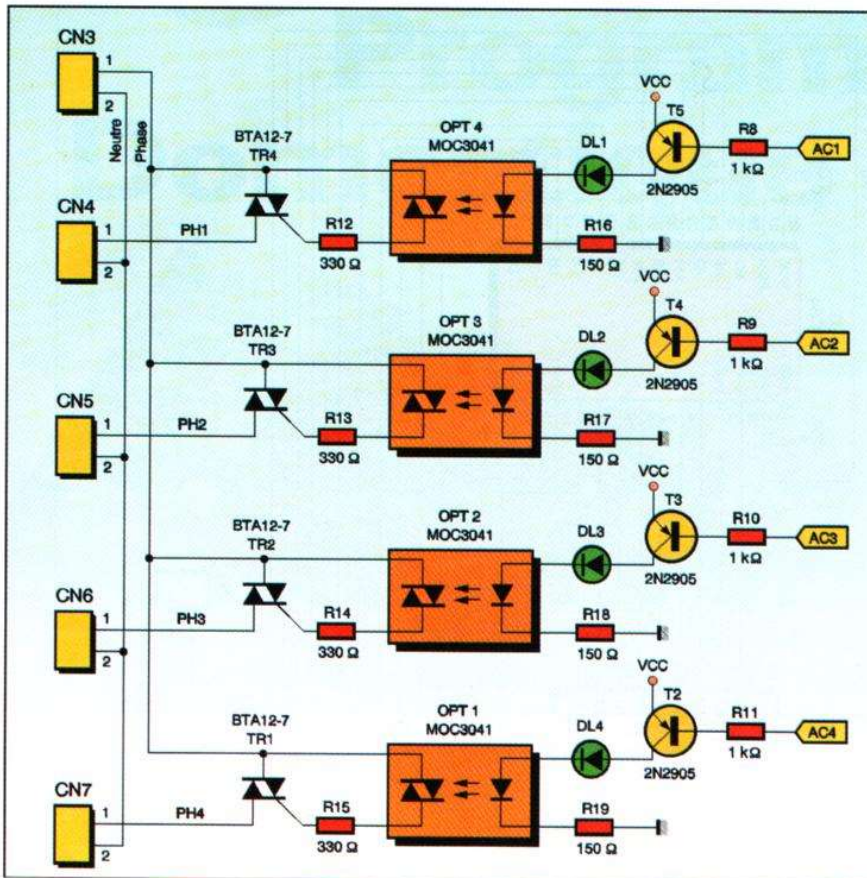 CN3
1
2
Neutre
Phase
CN4
1
2
PH1
BTA12-7
TR4
R12
330 Ω
OPT 4
MOC3041
DL1
VCC
T5
2N2905
R8
1 kΩ
AC1
R16
150 Ω
CN5
1
2
PH2
BTA12-7
TR3
R13
330 Ω
OPT 3
MOC3041
DL2
VCC
T4
2N2905
R9
1 kΩ
AC2
R17
150 Ω
CN6
1
2
PH3
BTA12-7
TR2
R14
330 Ω
OPT 2
MOC3041
DL3
VCC
T3
2N2905
R10
1 kΩ
AC3
R18
150 Ω
CN7
1
2
PH4
BTA12-7
TR1
R15
330 Ω
OPT 1
MOC3041
DL4
VCC
T2
2N2905
R11
1 kΩ
AC4
R19
150 Ω